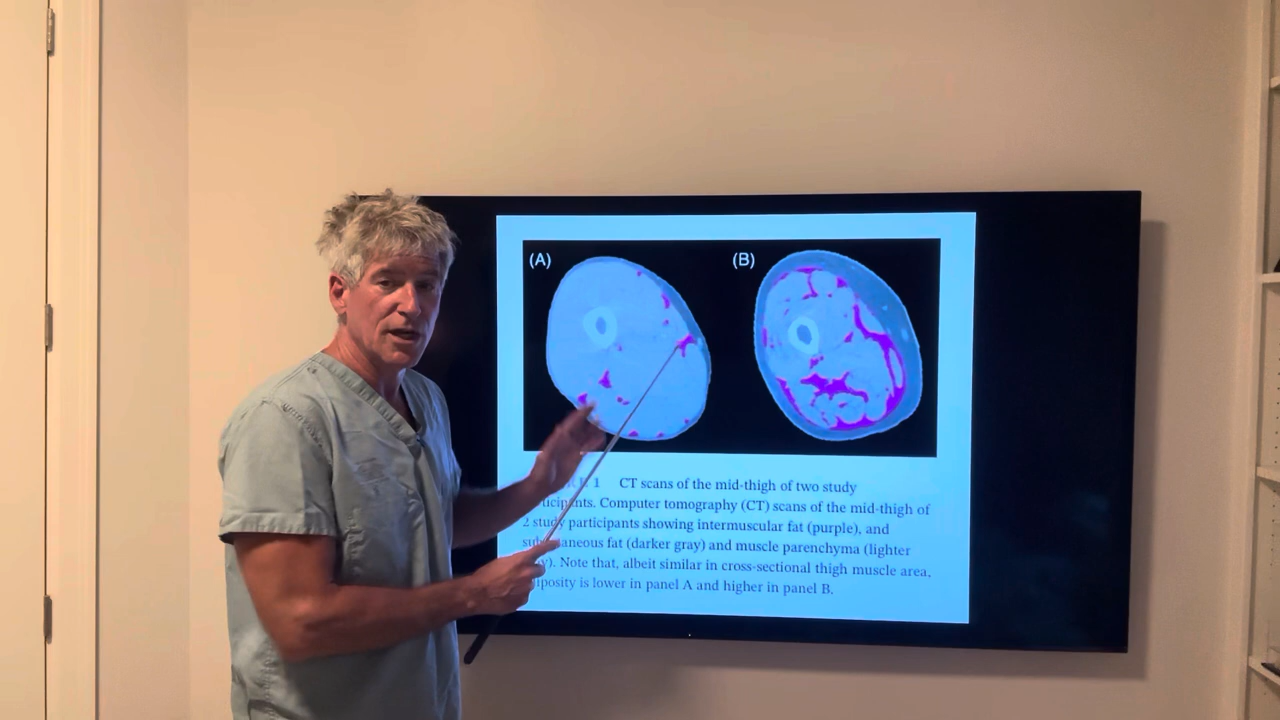 (A)
(B)
1 CT scans of the mid-thigh of two study
Computer tomography (CT) scans of the mid-thigh of
2 study participants showing intermuscular fat (purple), and
fat (darker gray) and muscle parenchyma (lighter
Note that, albeit similar in cross-sectional thigh muscle area,
is lower in panel A and higher in panel B.